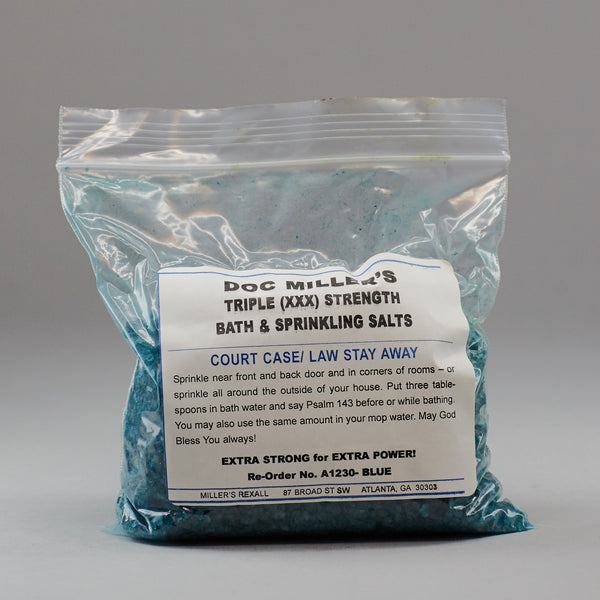 DOC MILLER'S
TRIPLE (XXX) STRENGTH
BATH & SPRINKLING SALTS
COURT CASE/ LAW STAY AWAY
Sprinkle near front and back door and in corners of rooms – or
sprinkle all around the outside of your house. Put three table-
spoons in bath water and say Psalm 143 before or while bathing.
You may also use the same amount in your mop water. May God
Bless You always!
EXTRA STRONG for EXTRA POWER!
Re-Order No. A1230- BLUE
MILLER'S REXALL 87 BROAD ST SW ATLANTA, GA 30303